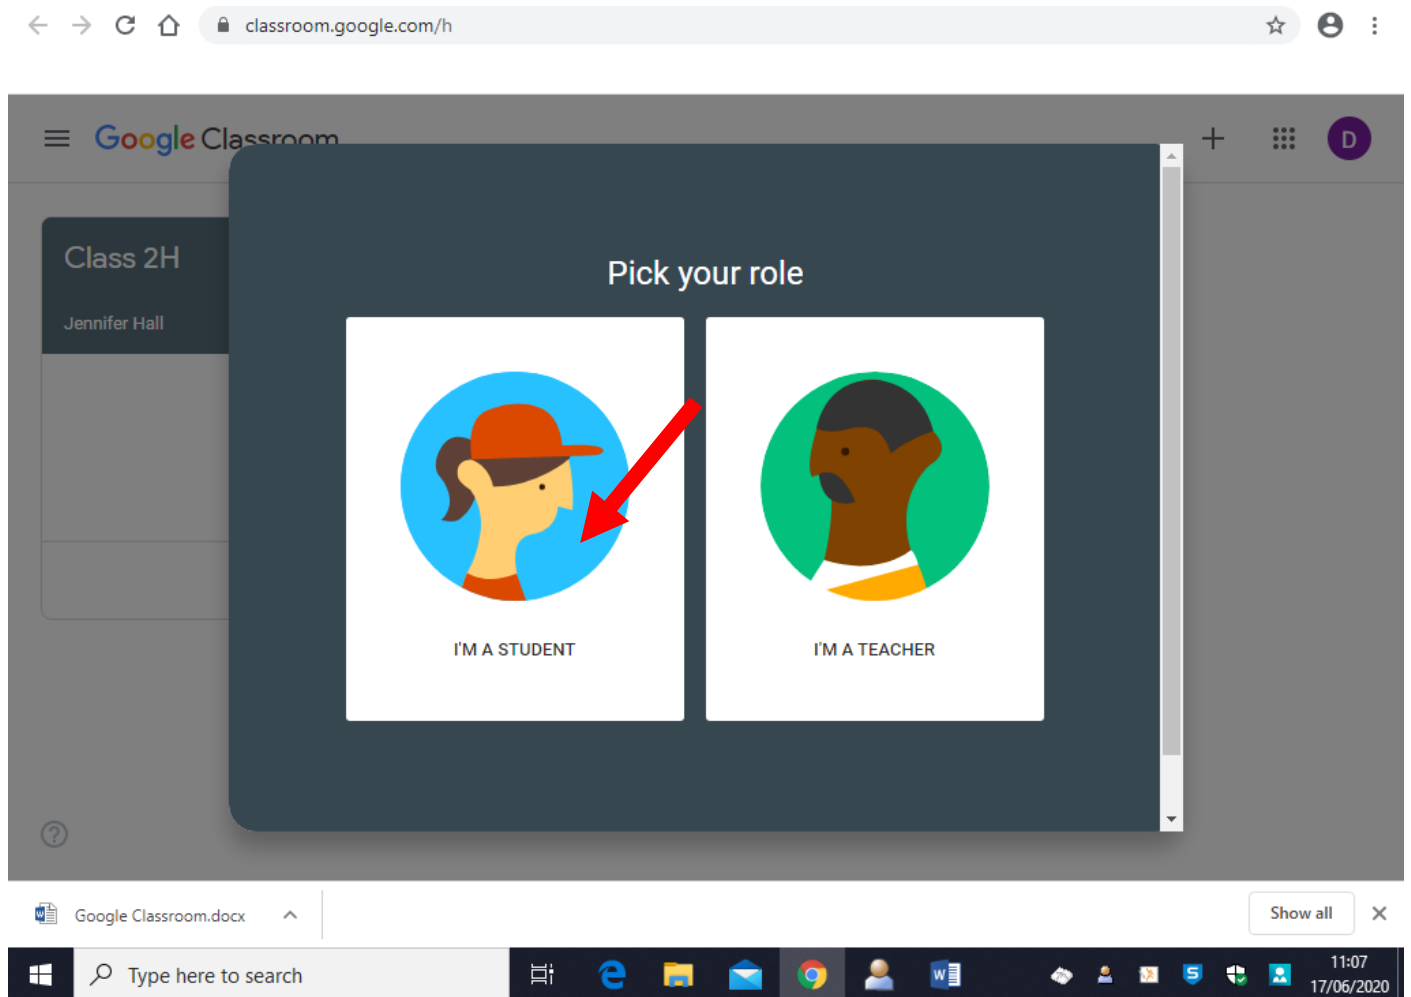 classroom.google.com/h
Google Classroom
D
Class 2H
Jennifer Hall
Pick your role
I'M A STUDENT
I'M A TEACHER
Google Classroom.docx
Show all
Type here to search
11:07
17/06/2020